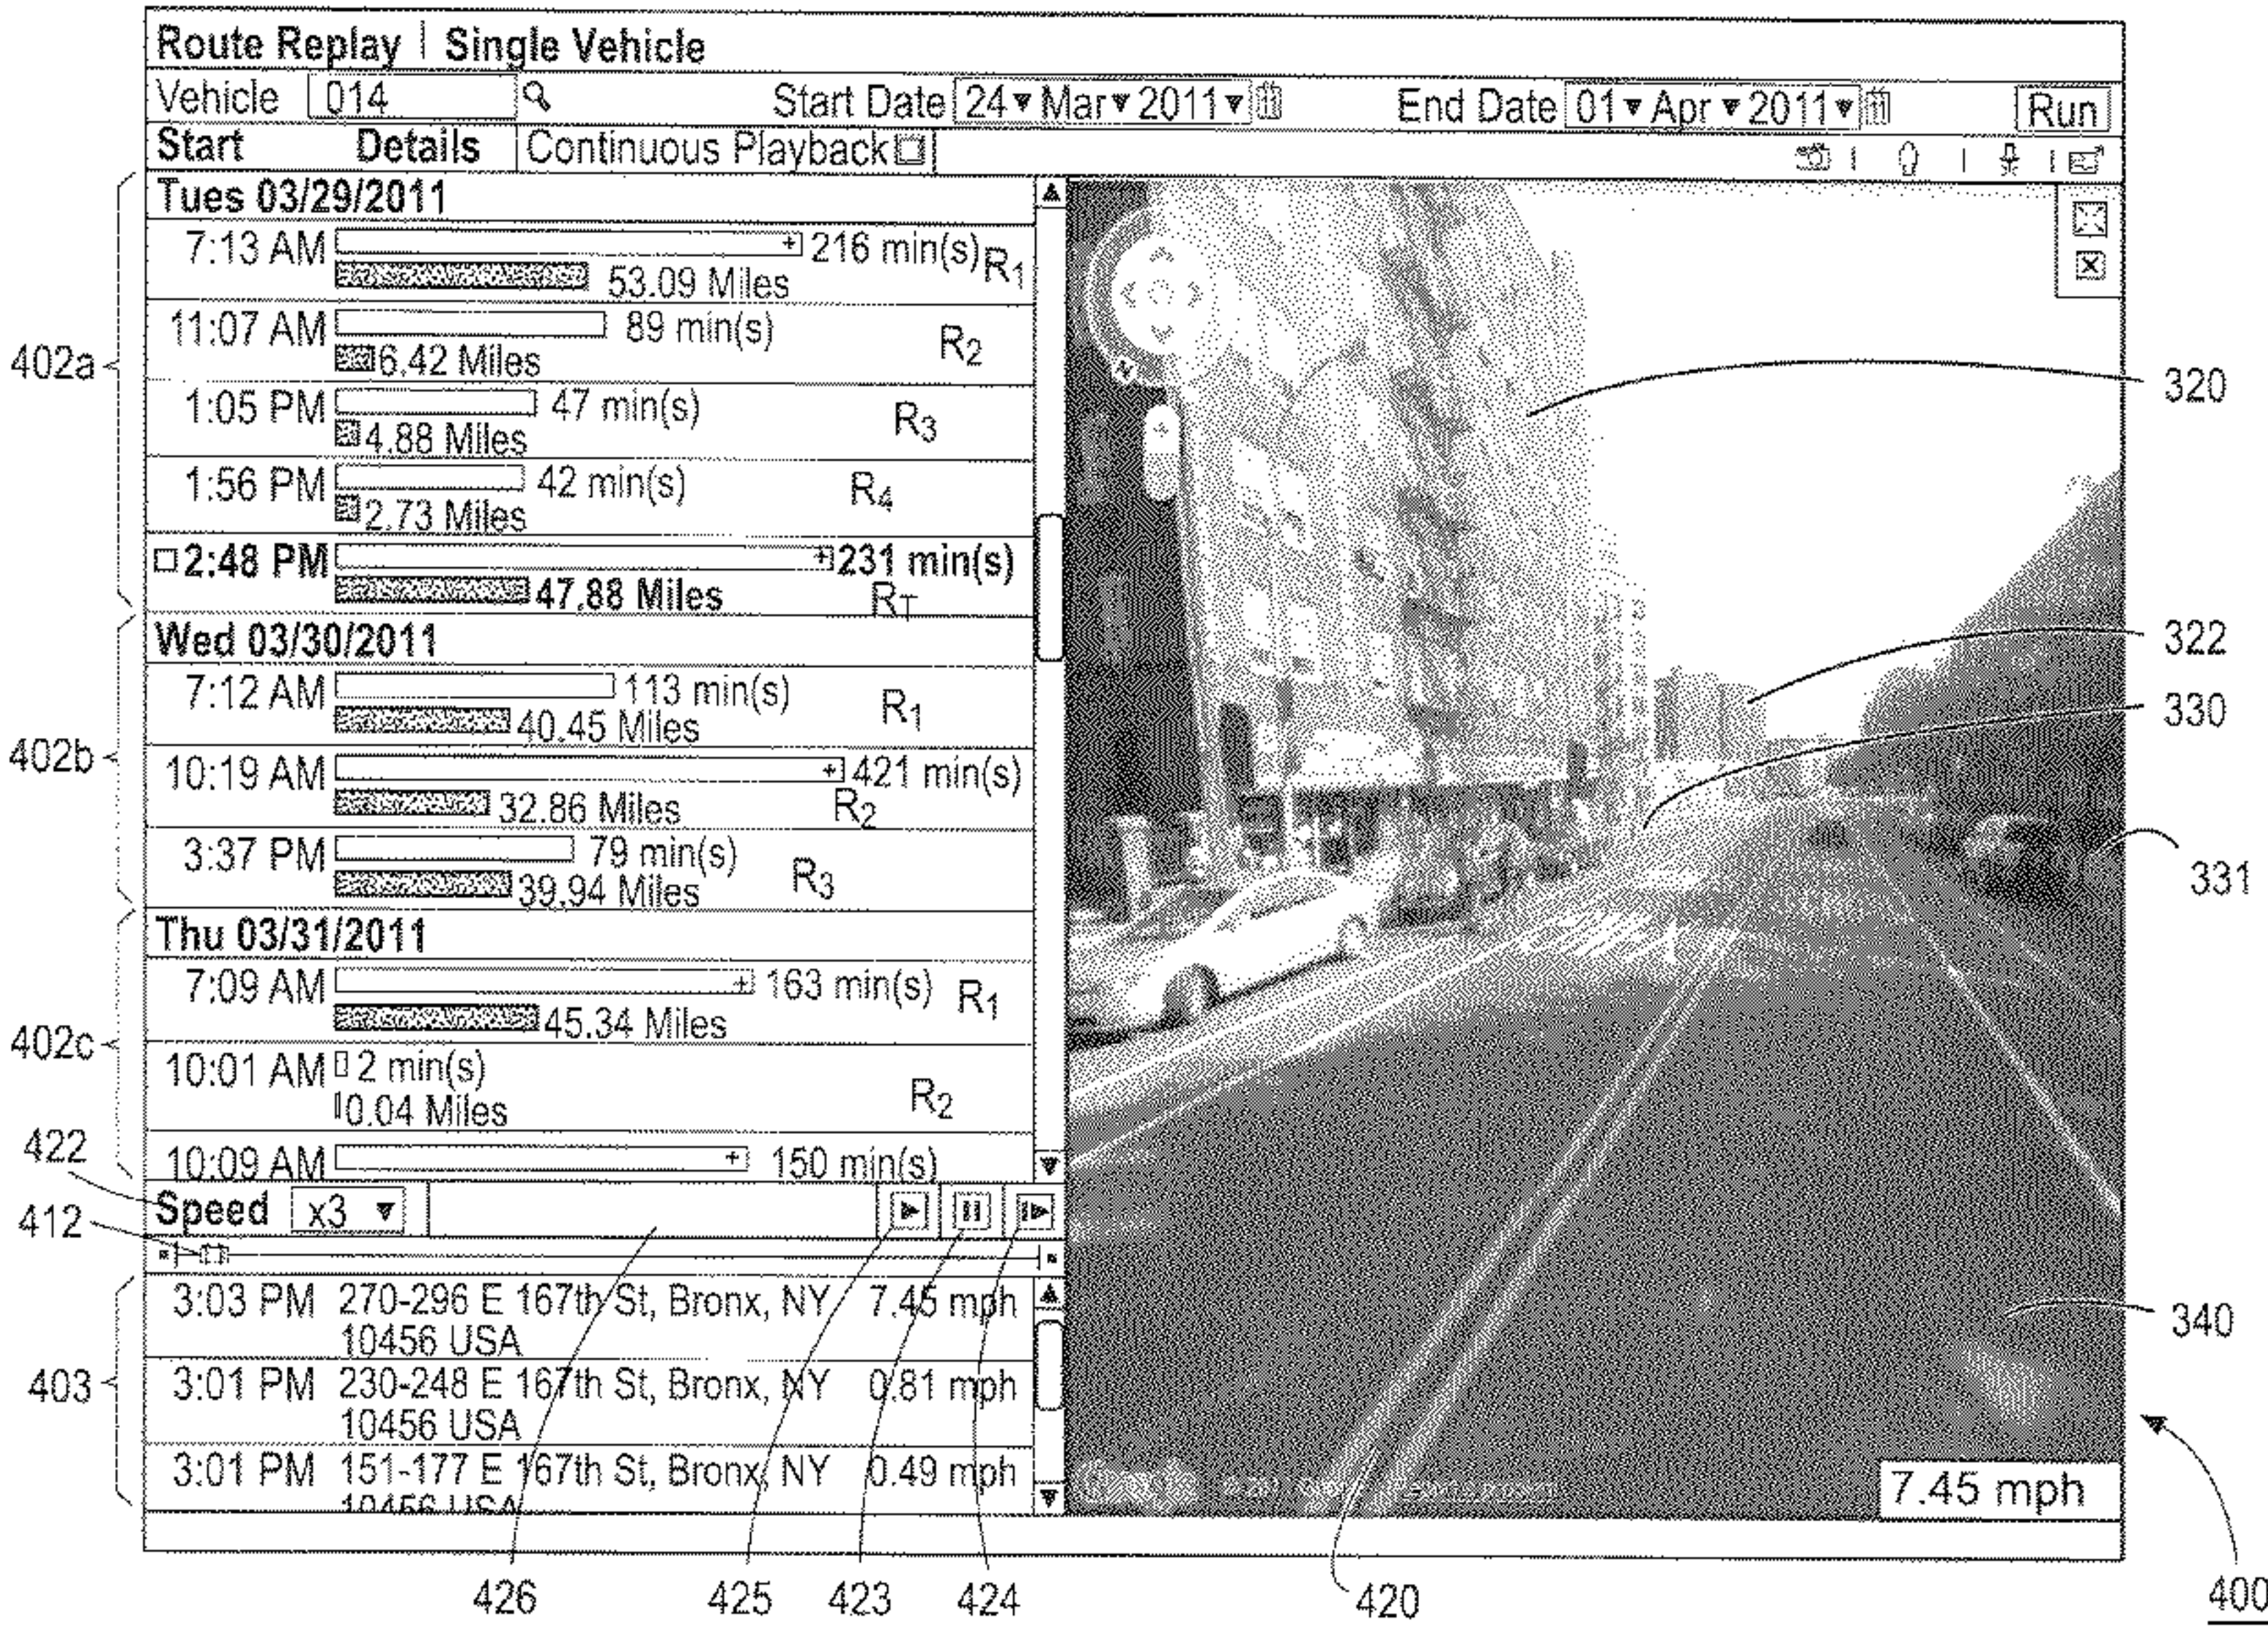 Route Replay | Single Vehicle
Vehicle 014 Start Date 24 Mar 2011 End Date 01 Apr 2011 Run
Start Details Continuous Playback
Tues 03/29/2011
7:13 AM 216 min(s) R1
53.09 Miles
11:07 AM 89 min(s) R2
6.42 Miles
1:05 PM 47 min(s) R3
4.88 Miles
1:56 PM 42 min(s) R4
2.73 Miles
2:48 PM 231 min(s)
47.88 Miles RT
Wed 03/30/2011
7:12 AM 113 min(s) R1
40.45 Miles
10:19 AM 421 min(s)
32.86 Miles R2
3:37 PM 79 min(s) R3
39.94 Miles
Thu 03/31/2011
7:09 AM 163 min(s) R1
45.34 Miles
10:01 AM 2 min(s) R2
0.04 Miles
10:09 AM 150 min(s)
Speed x3
3:03 PM 270-296 E 167th St, Bronx, NY 7.45 mph
10456 USA
3:01 PM 230-248 E 167th St, Bronx, NY 0.81 mph
10456 USA
3:01 PM 151-177 E 167th St, Bronx, NY 0.49 mph
10456 USA
N
7.45 mph
402a
402b
402c
422
412
403
320
322
330
331
340
426
425
423
424
420
400